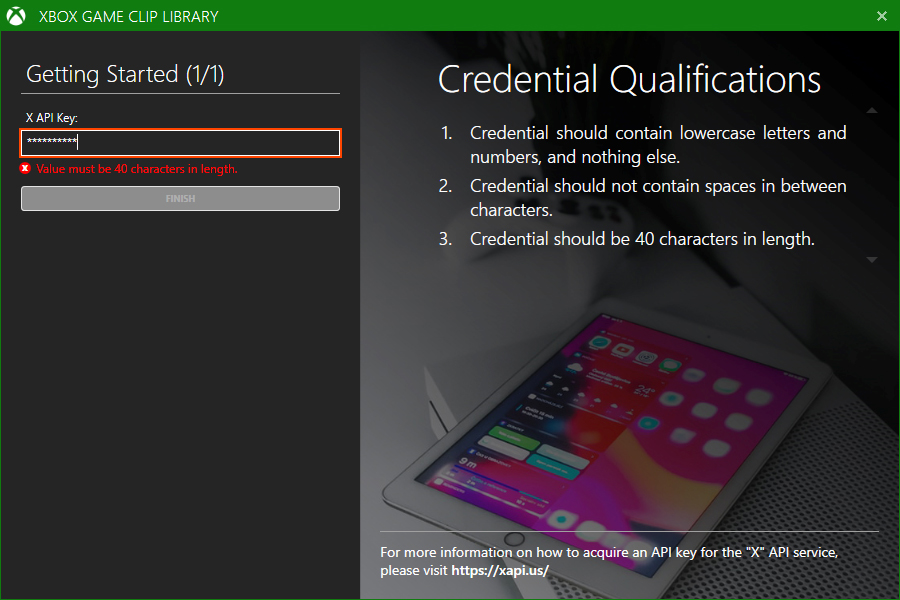 XBOX GAME CLIP LIBRARY
Getting Started (1/1)
X API Key:
**********
Value must be 40 characters in length.
FINISH
Credential Qualifications
1. Credential should contain lowercase letters and
numbers, and nothing else.
2. Credential should not contain spaces in between
characters.
3. Credential should be 40 characters in length.
24°
9m
For more information on how to acquire an API key for the "X" API service,
please visit https://xapi.us/